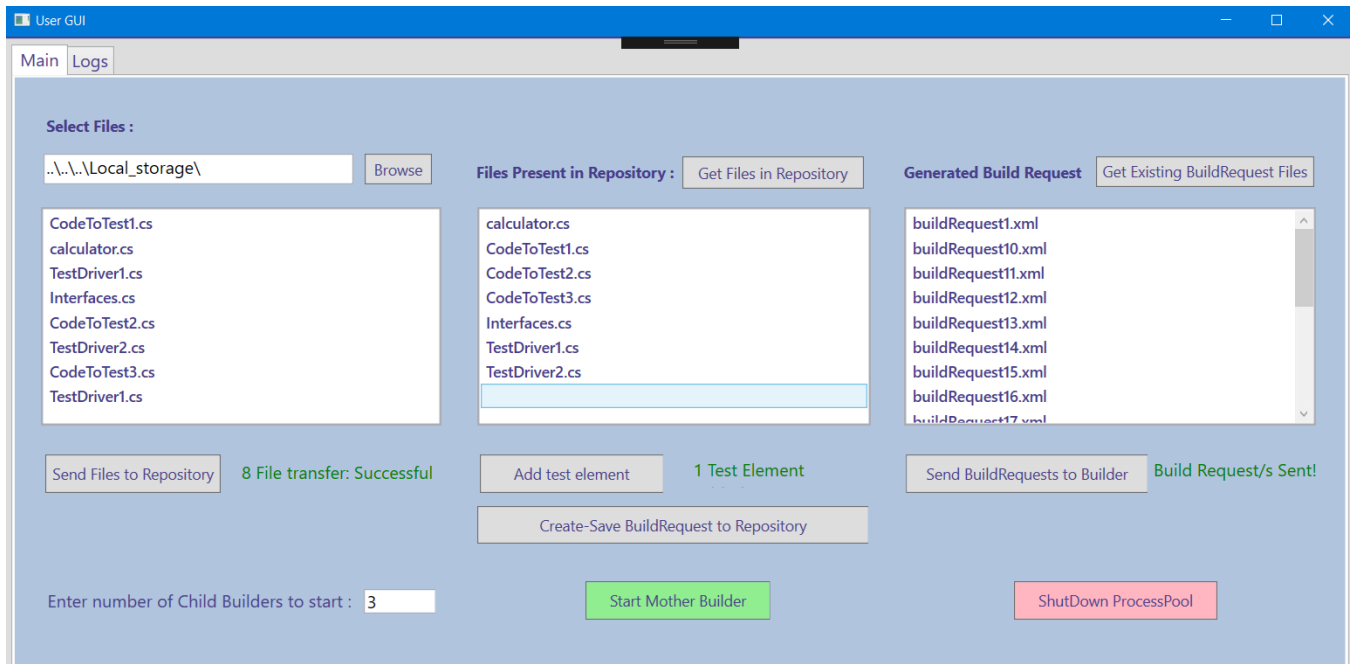 User GUI
Main
Logs
Select Files :
..\..\..\Local_storage\
Browse
Files Present in Repository :
Get Files in Repository
Generated Build Request
Get Existing BuildRequest Files
CodeToTest1.cs
calculator.cs
TestDriver1.cs
Interfaces.cs
CodeToTest2.cs
TestDriver2.cs
CodeToTest3.cs
TestDriver1.cs
calculator.cs
CodeToTest1.cs
CodeToTest2.cs
CodeToTest3.cs
Interfaces.cs
TestDriver1.cs
TestDriver2.cs
buildRequest1.xml
buildRequest10.xml
buildRequest11.xml
buildRequest12.xml
buildRequest13.xml
buildRequest14.xml
buildRequest15.xml
buildRequest16.xml
buildRequest17.xml
Send Files to Repository
8 File transfer: Successful
Add test element
1 Test Element
Send BuildRequests to Builder
Build Request/s Sent!
Create-Save BuildRequest to Repository
Enter number of Child Builders to start :
3
Start Mother Builder
ShutDown ProcessPool